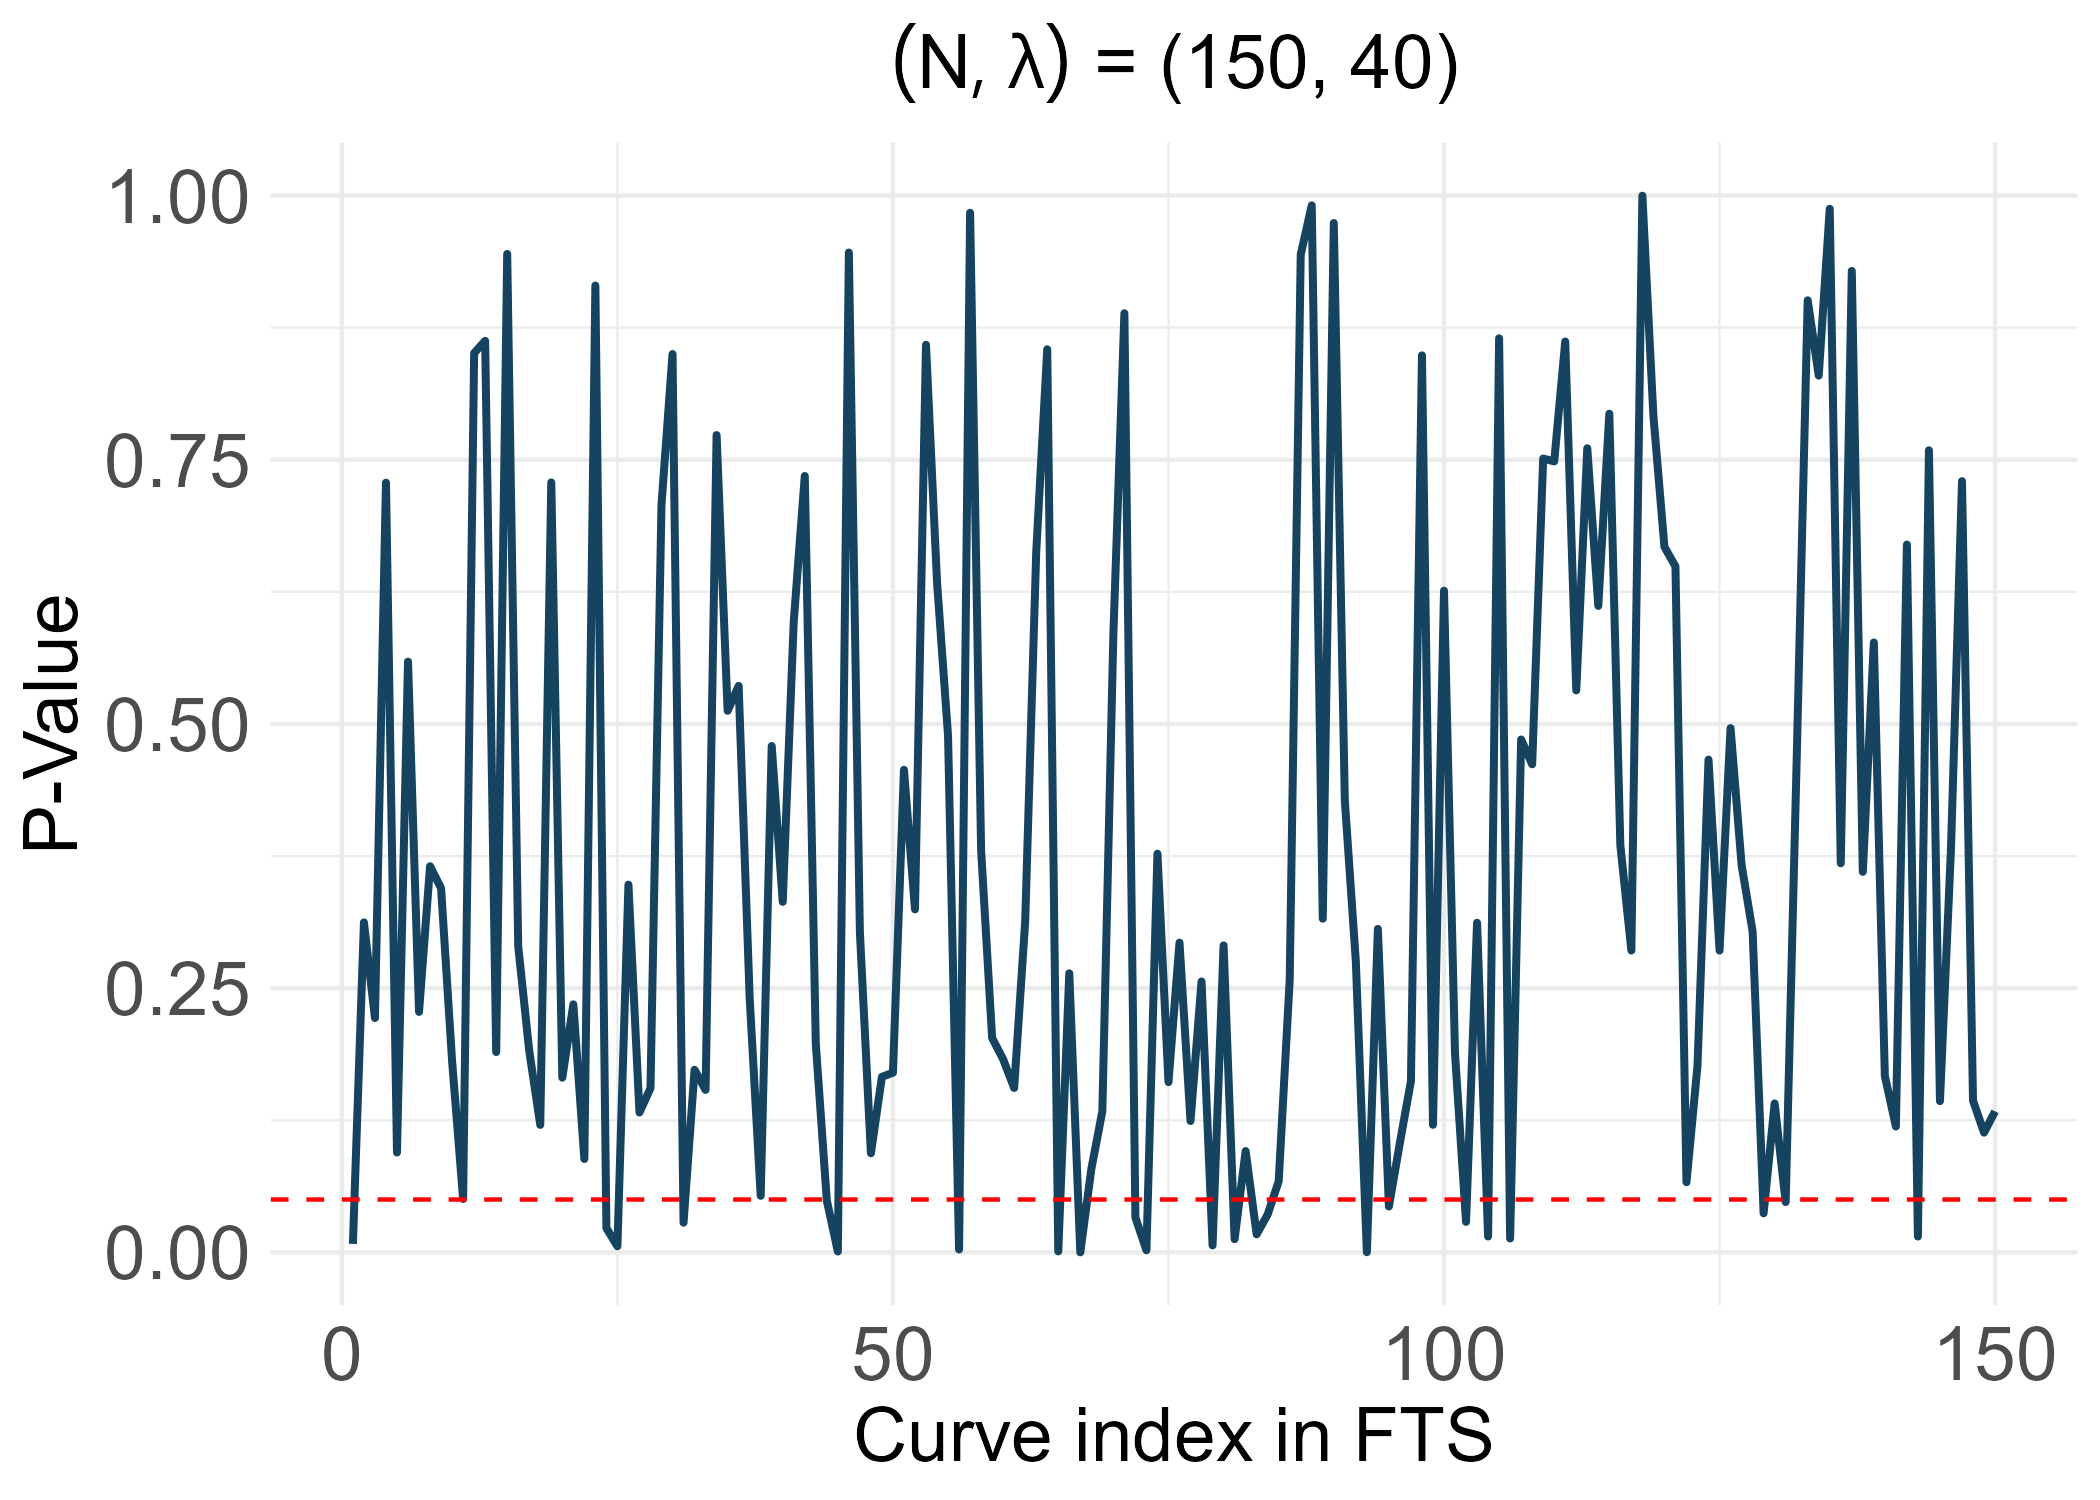 (N, λ) = (150, 40)
1.00
0.75
0.50
0.25
0.00
P-Value
0 50 100 150
Curve index in FTS